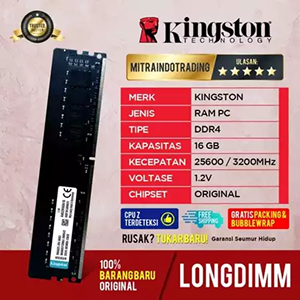 Kingston
TECHNOLOGY
MITRAINDOTRADING
ULASAN:
MERK KINGSTON
JENIS RAM PC
TIPE DDR4
KAPASITAS 16 GB
KECEPATAN 25600 / 3200MHz
VOLTASE 1.2V
CHIPSET ORIGINAL
CPU Z
TERDETEKSI
FREE
SHIPPING
GRATIS PACKING &
BUBBLEWRAP
RUSAK? TUKAR BARU! Garansi Seumur Hidup
Kingston
100%
BARANG BARU
ORIGINAL
LONGDIMM